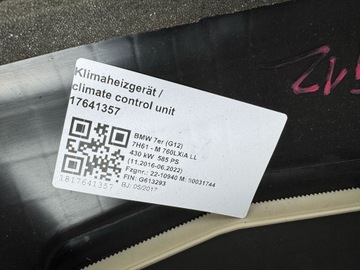 Klimaheizgerät /
climate control unit
17641357
BMW 7er (G12)
7H61 - M 760LX/A LL
430 kW 585 PS
(11.2016-06.2022)
Fzgnr.: 22-10940 M: 10031744
FIN: G613293
BJ: 05/2017
1817641357